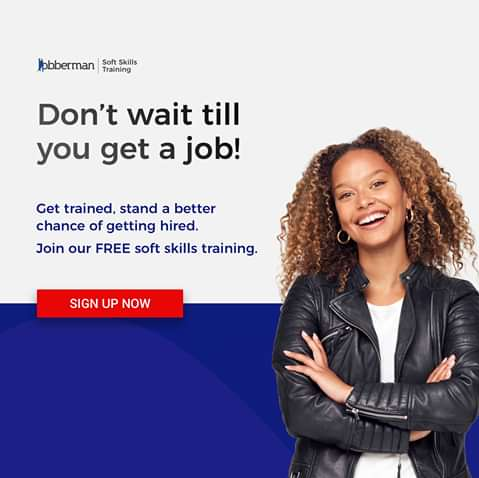 Jobberman
Soft Skills
Training
Don't wait till
you get a job!
Get trained, stand a better
chance of getting hired.
Join our FREE soft skills training.
SIGN UP NOW